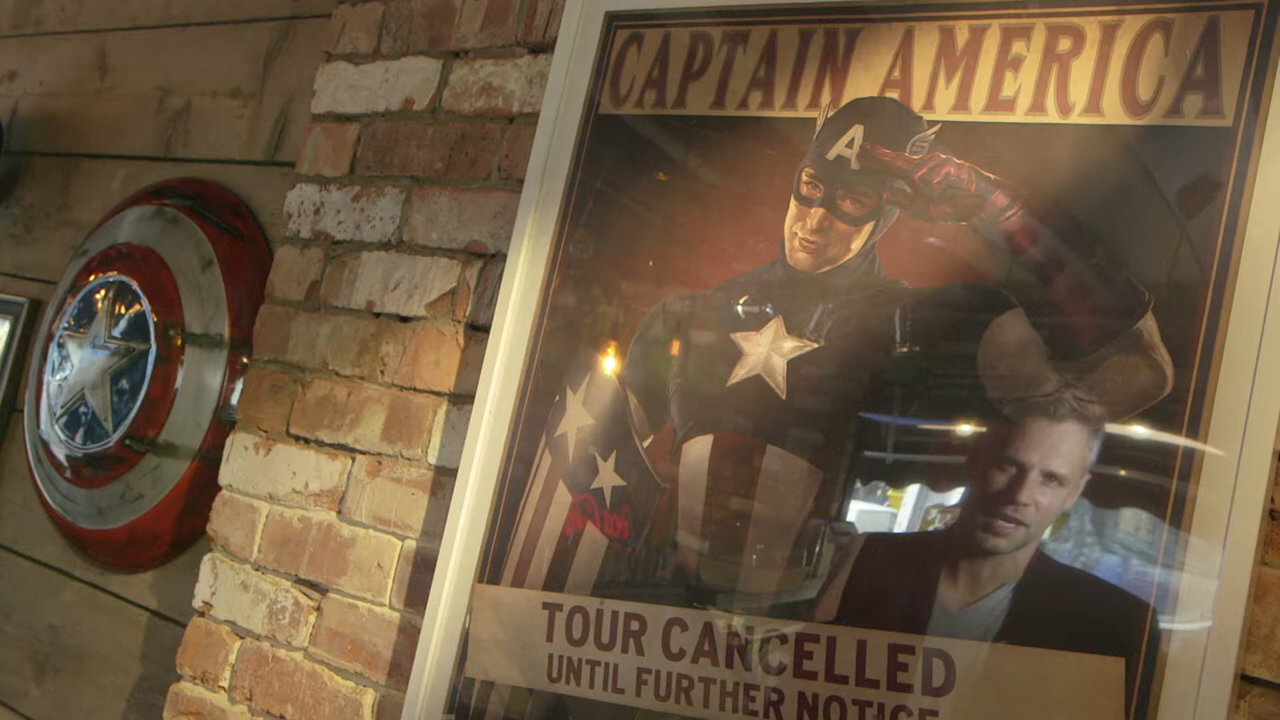 CAPTAIN AMERICA
A
TOUR CANCELLED
UNTIL FURTHER NOTICE